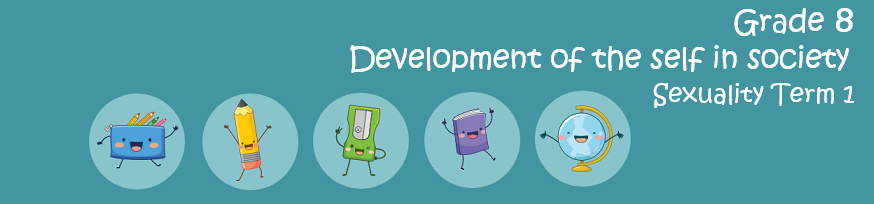 Grade 8
Development of the self in society
Sexuality Term 1